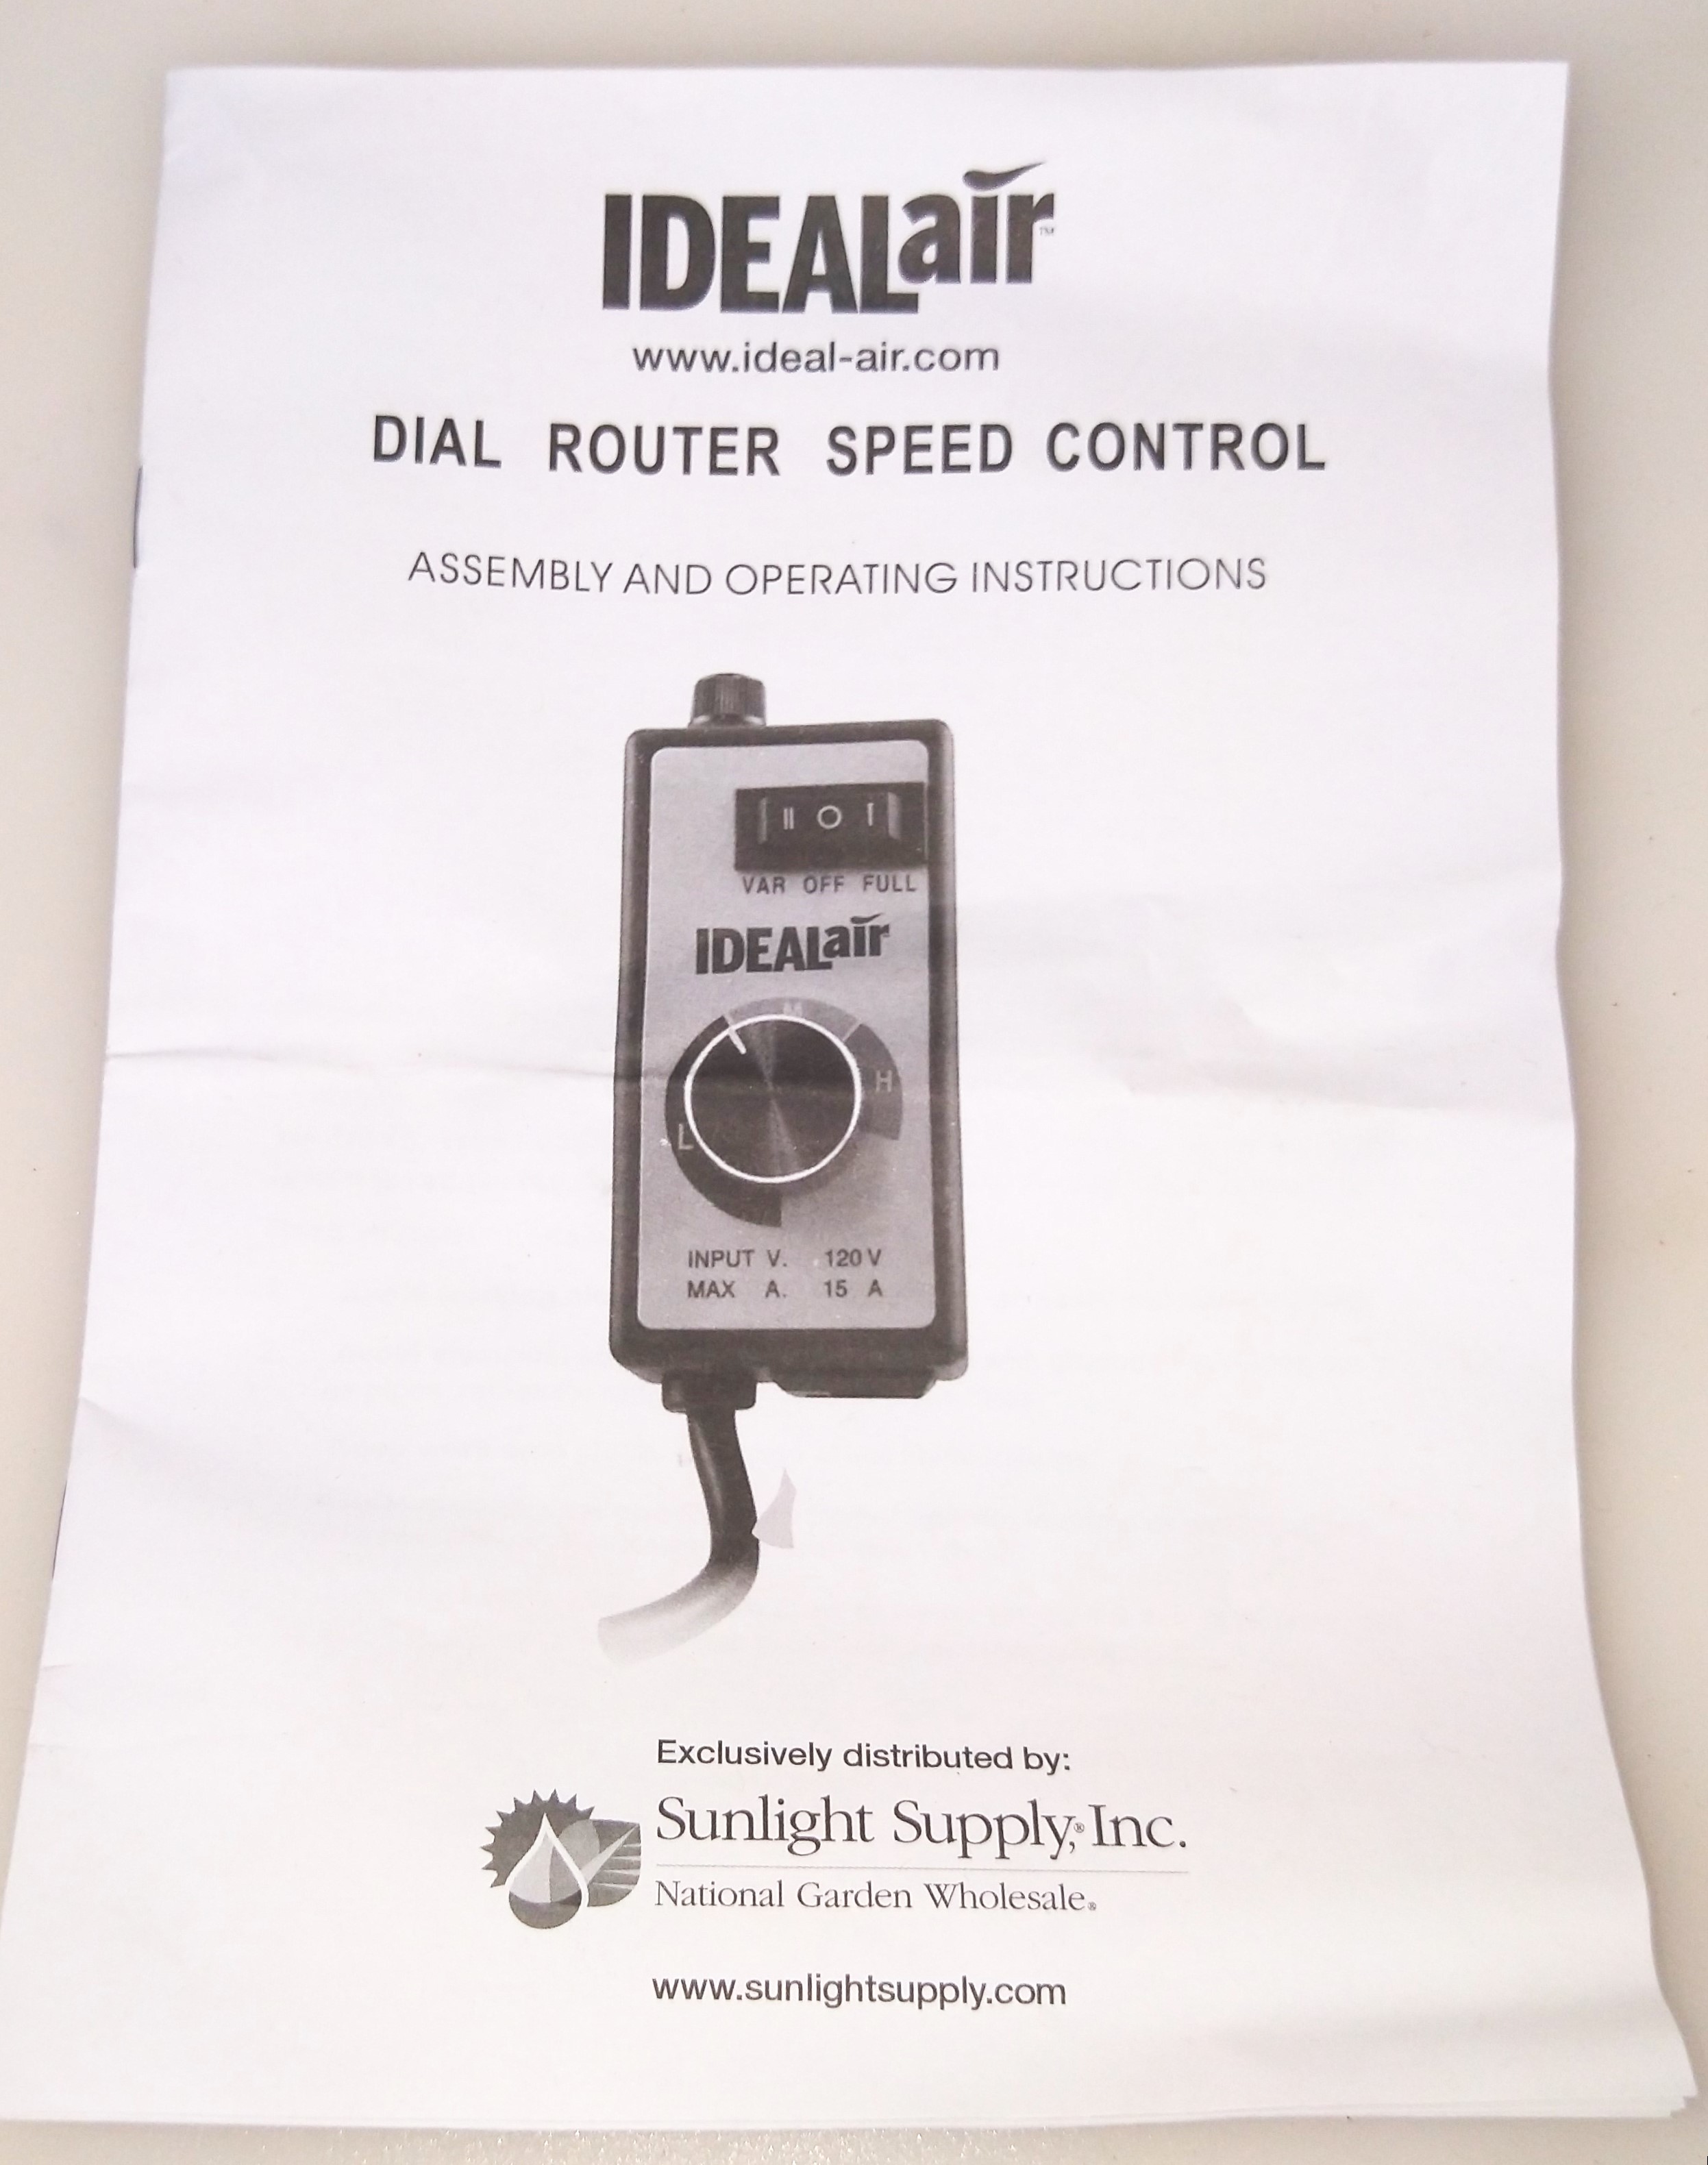 IDEALair™
www.ideal-air.com
DIAL ROUTER SPEED CONTROL
ASSEMBLY AND OPERATING INSTRUCTIONS
II O I
VAR OFF FULL
IDEALair
M
H
L
INPUT V. 120 V
MAX A. 15 A
Exclusively distributed by:
Sunlight Supply,® Inc.
National Garden Wholesale®
www.sunlightsupply.com